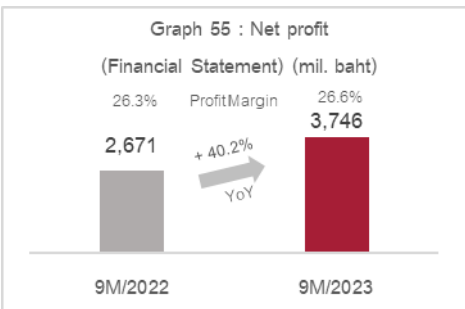 Graph 55 : Net profit
(Financial Statement) (mil. baht)
26.3% ProfitMargin 26.6%
2,671 3,746
+ 40.2%
YoY
9M/2022 9M/2023